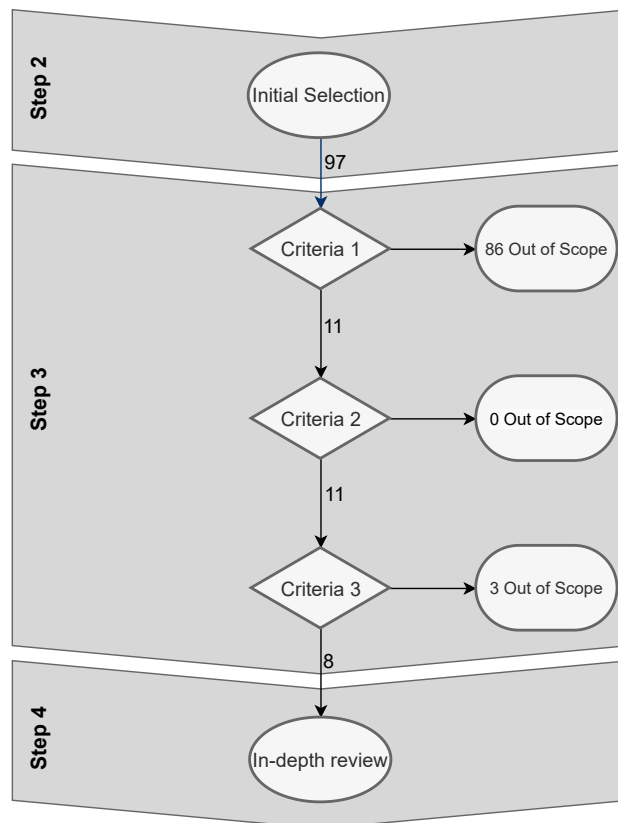 Step 2
Initial Selection
97
Step 3
Criteria 1
86 Out of Scope
11
Criteria 2
0 Out of Scope
11
Criteria 3
3 Out of Scope
8
Step 4
In-depth review